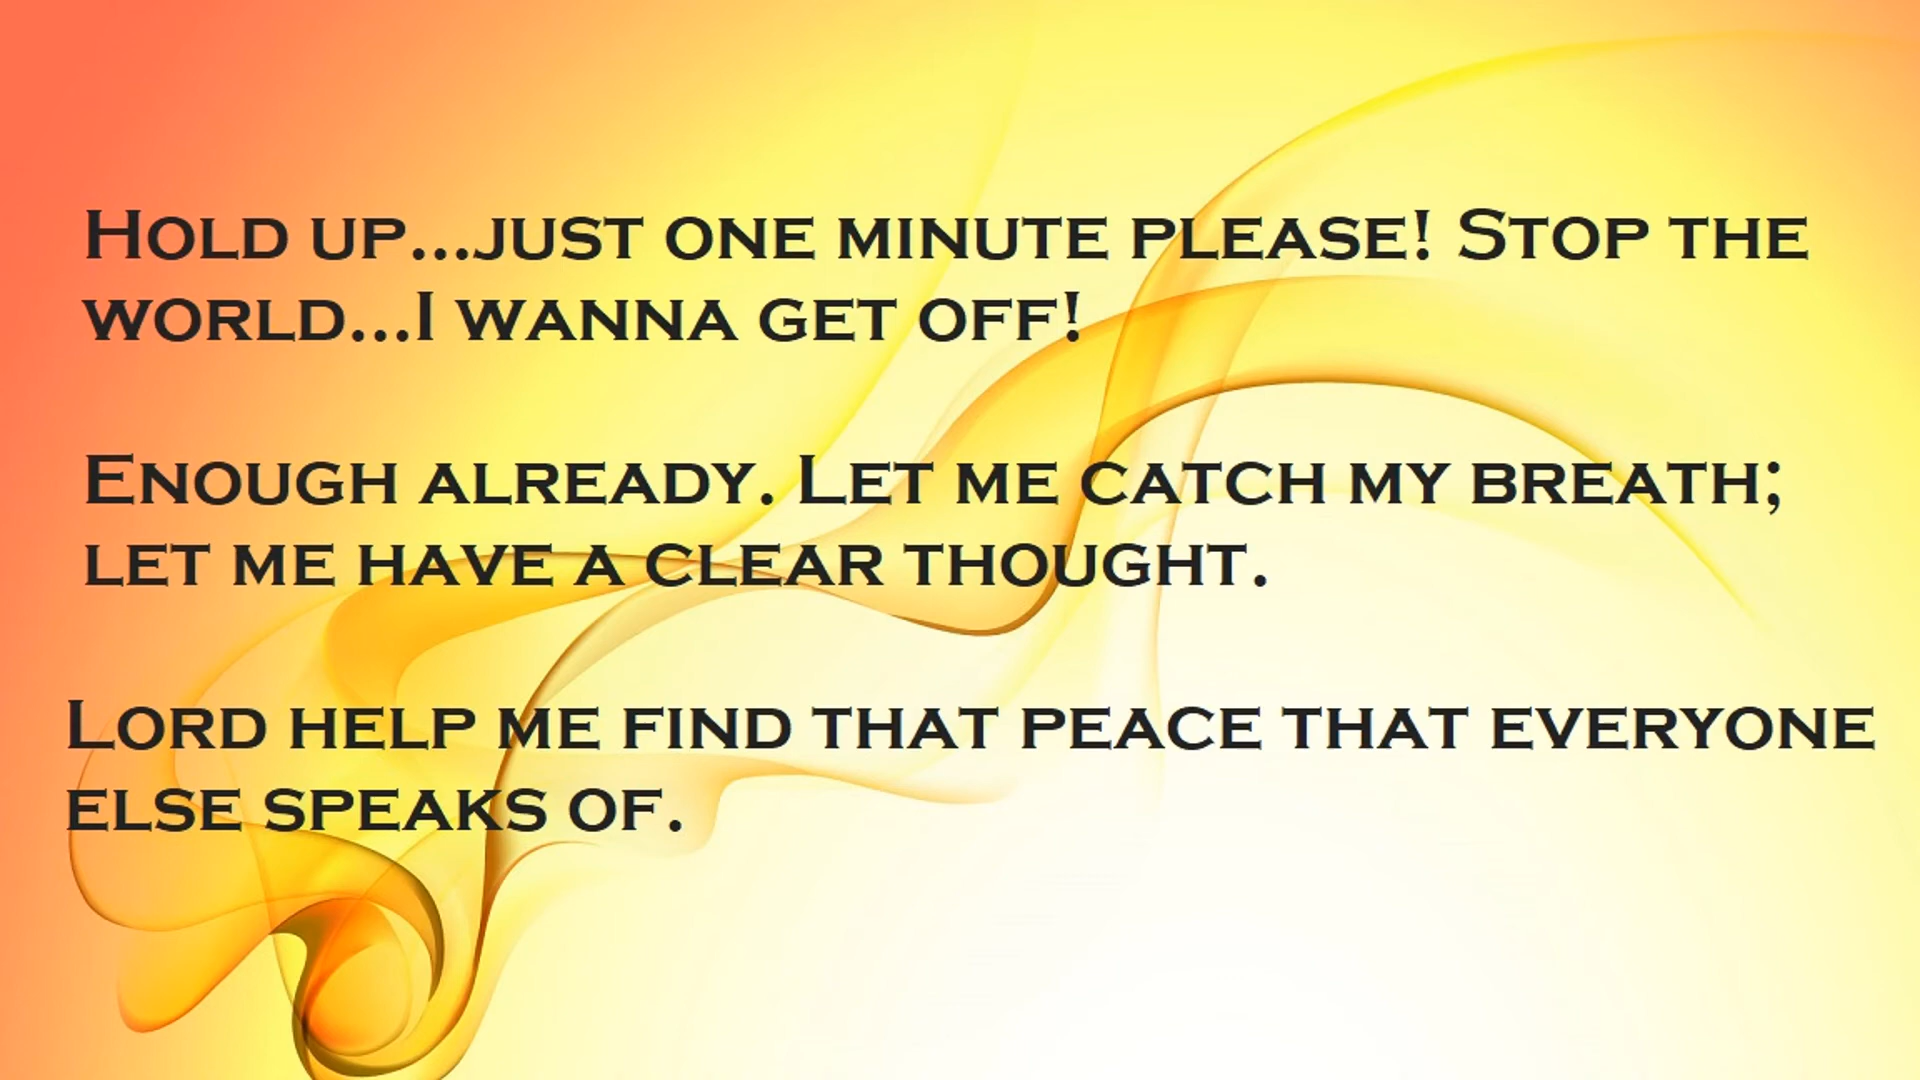 Hold up...just one minute please! Stop the
world...I wanna get off!
Enough already. Let me catch my breath;
let me have a clear thought.
Lord help me find that peace that everyone
else speaks of.